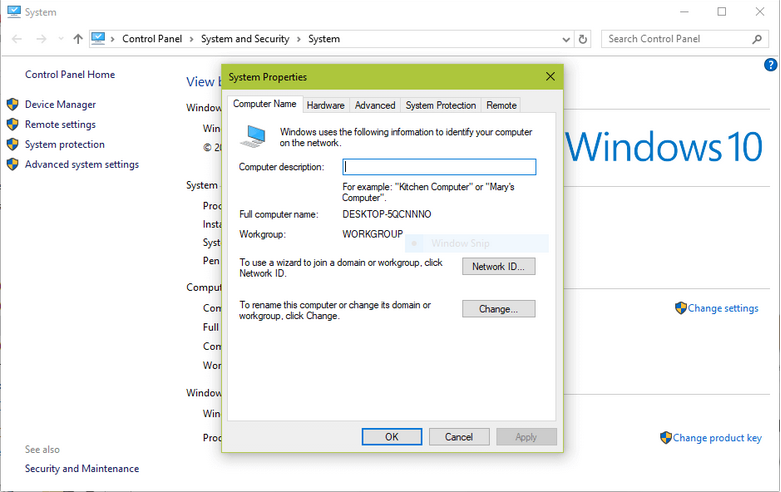 System
Control Panel > System and Security > System
Search Control Panel
Control Panel Home
Device Manager
Remote settings
System protection
Advanced system settings
See also
Security and Maintenance
View b
Windo
Win
© 20
System
Proc
Insta
Syst
Pen
Comput
Com
Full
Com
Wor
Window
Win
Proc
Windows 10
Change settings
Change product key
System Properties
Computer Name
Hardware
Advanced
System Protection
Remote
Windows uses the following information to identify your computer
on the network.
Computer description:
For example: "Kitchen Computer" or "Mary's
Computer".
Full computer name: DESKTOP-5QCNNNO
Workgroup: WORKGROUP
Window Snip
To use a wizard to join a domain or workgroup, click
Network ID.
Network ID...
To rename this computer or change its domain or
workgroup, click Change.
Change...
OK
Cancel
Apply